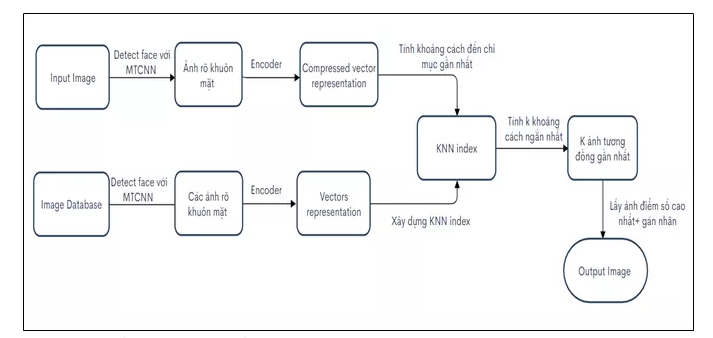 Detect face với
MTCNN
Input Image
Ảnh rõ khuôn
mặt
Encoder
Compressed vector
representation
Tính khoảng cách đến chỉ
mục gần nhất
KNN index
Tính k khoảng
cách ngắn nhất
K ảnh tương
đồng gần nhất
Detect face với
MTCNN
Image Database
Các ảnh rõ
khuôn mặt
Encoder
Vectors
representation
Xây dựng KNN index
Lấy ảnh điểm số cao
nhất+ gán nhãn
Output Image